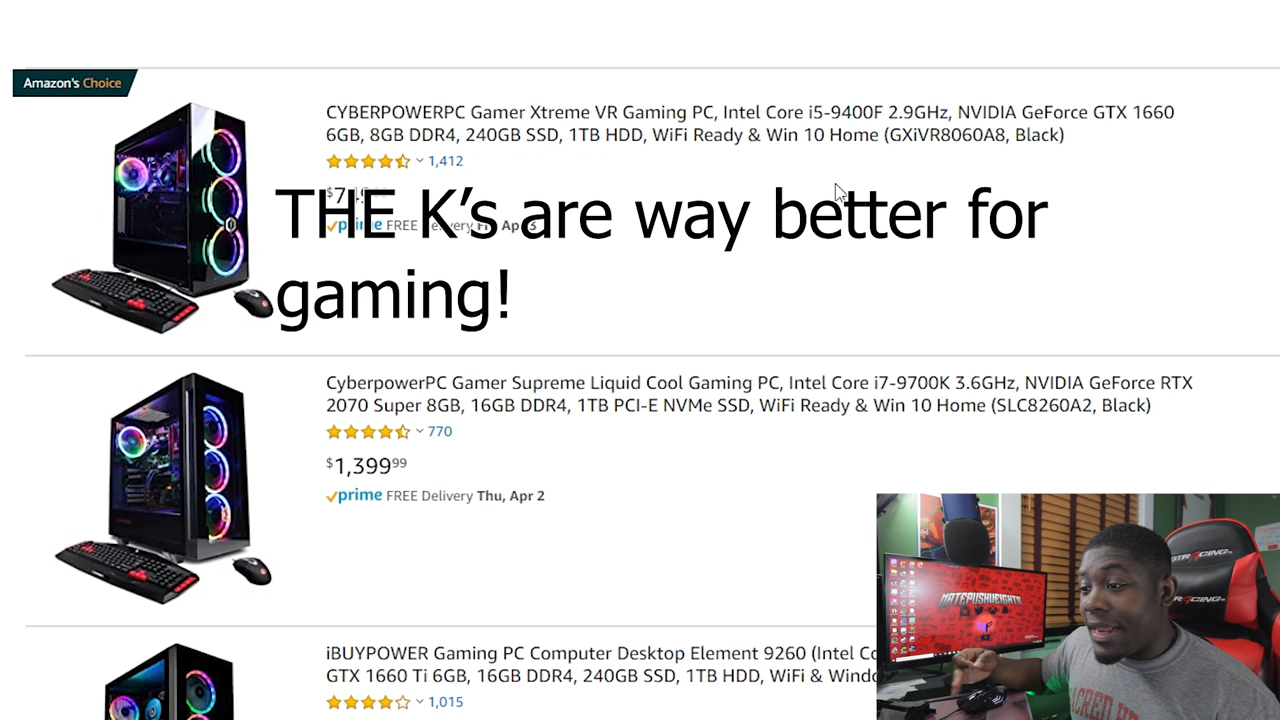 Amazon's Choice
CYBERPOWERPC Gamer Xtreme VR Gaming PC, Intel Core i5-9400F 2.9GHz, NVIDIA GeForce GTX 1660
6GB, 8GB DDR4, 240GB SSD, 1TB HDD, WiFi Ready & Win 10 Home (GXiVR8060A8, Black)
1,412
prime FREE Delivery
THE K's are way better for
gaming!
CyberpowerPC Gamer Supreme Liquid Cool Gaming PC, Intel Core i7-9700K 3.6GHz, NVIDIA GeForce RTX
2070 Super 8GB, 16GB DDR4, 1TB PCI-E NVMe SSD, WiFi Ready & Win 10 Home (SLC8260A2, Black)
770
$1,399 99
prime FREE Delivery Thu, Apr 2
iBUYPOWER Gaming PC Computer Desktop Element 9260 (Intel
GTX 1660 Ti 6GB, 16GB DDR4, 240GB SSD, 1TB HDD, WiFi &
1,015